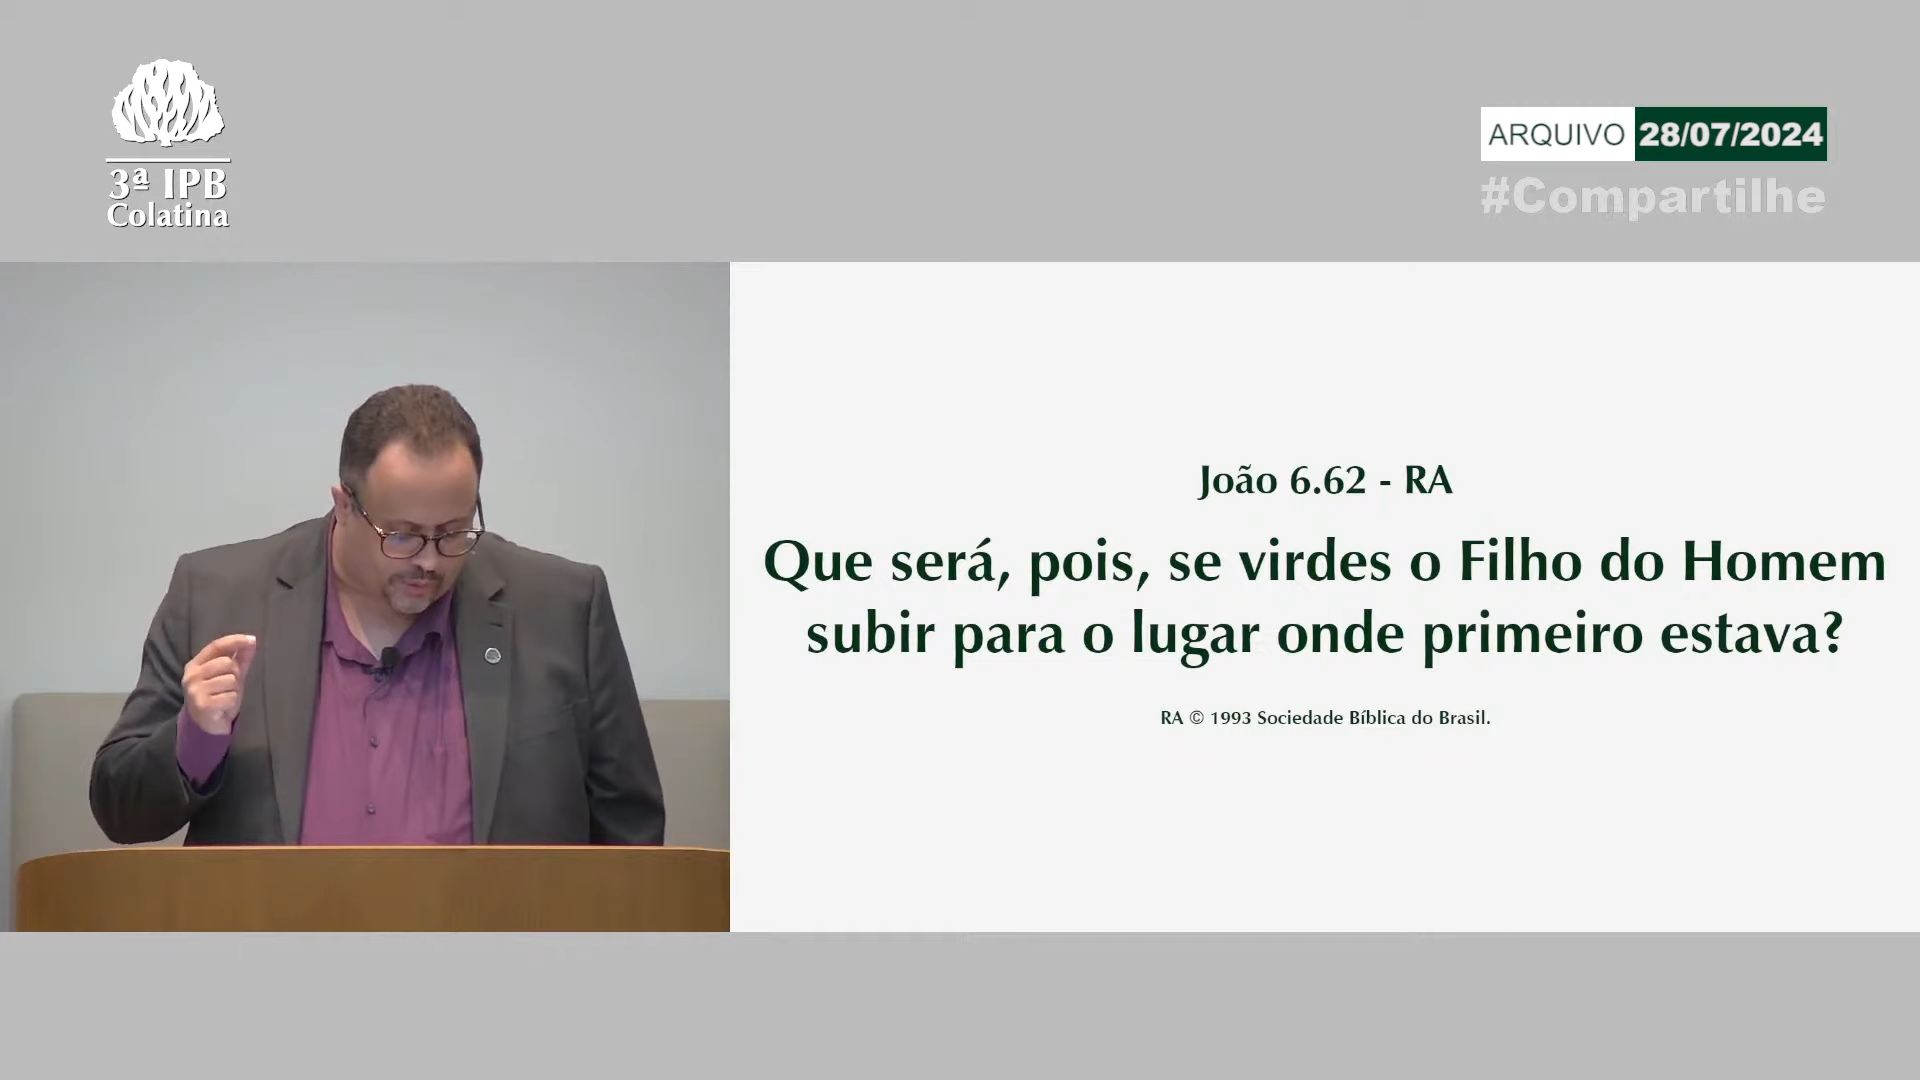 3ª IPB
Colatina
ARQUIVO 28/07/2024
#Compartilhe
João 6.62 - RA
Que será, pois, se virdes o Filho do Homem
subir para o lugar onde primeiro estava?
RA © 1993 Sociedade Bíblica do Brasil.